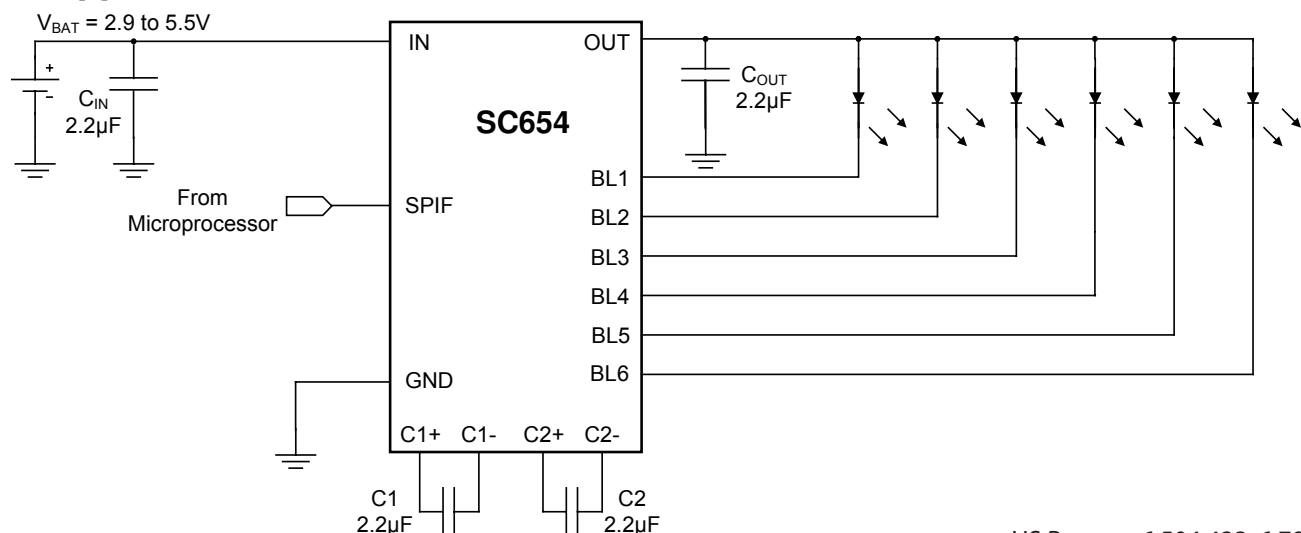 V_BAT = 2.9 to 5.5V
IN
OUT
+
–
C_IN
2.2µF
C_OUT
2.2µF
SC654
BL1
From
Microprocessor
SPIF
BL2
BL3
BL4
BL5
GND
BL6
C1+ C1- C2+ C2-
C1
2.2µF
C2
2.2µF